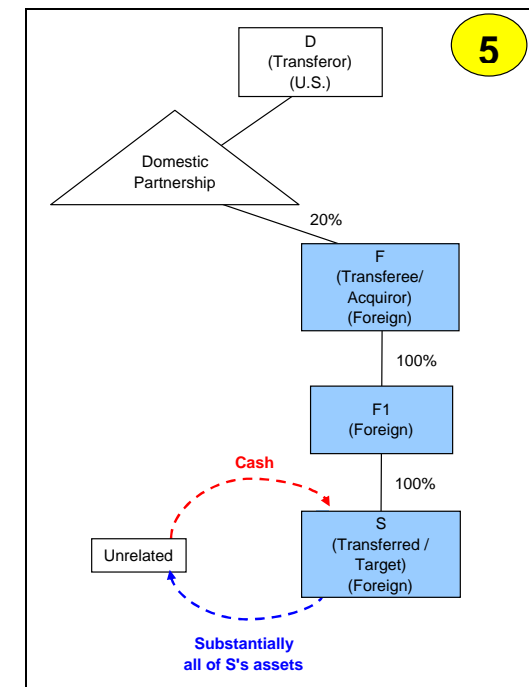 5
D
(Transferor)
(U.S.)
Domestic
Partnership
20%
F
(Transferee/
Acquiror)
(Foreign)
100%
F1
(Foreign)
100%
Cash
S
(Transferred /
Target)
(Foreign)
Unrelated
Substantially
all of S's assets